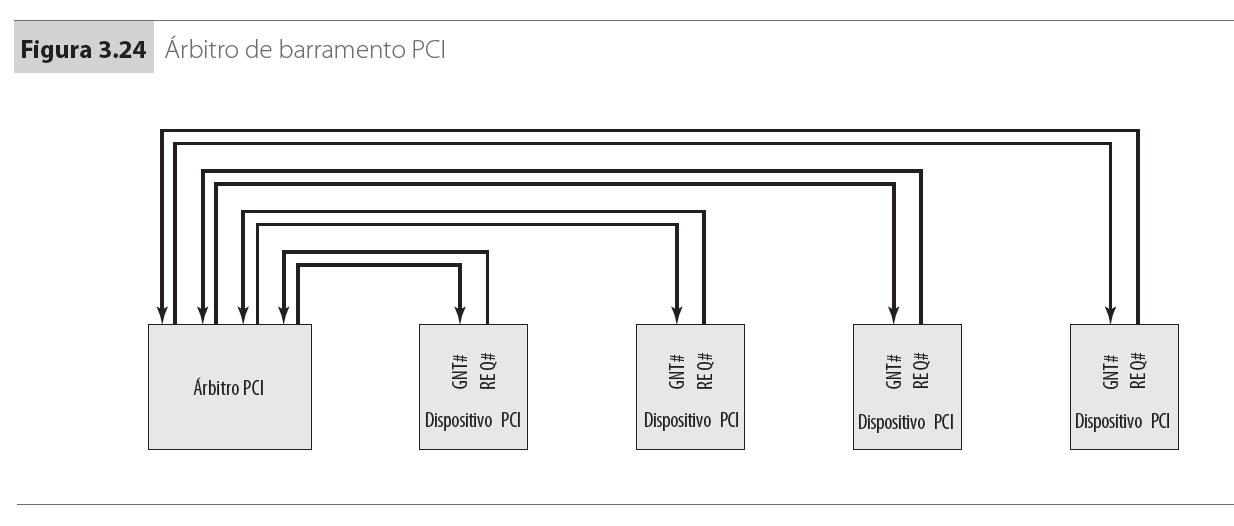 Figura 3.24 Árbitro de barramento PCI
Árbitro PCI
GNT#
REQ#
Dispositivo PCI
GNT#
REQ#
Dispositivo PCI
GNT#
REQ#
Dispositivo PCI
GNT#
REQ#
Dispositivo PCI